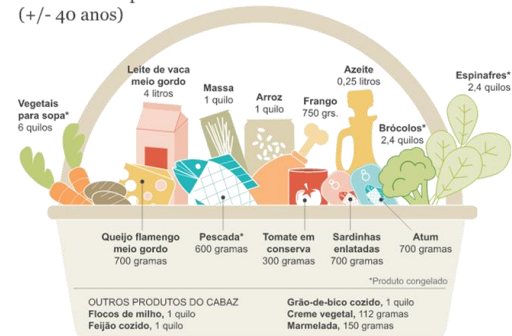 (+/- 40 anos)
Leite de vaca
meio gordo
4 litros
Massa
1 quilo
Arroz
1 quilo
Frango
750 grs.
Azeite
0,25 litros
Espinafres*
2,4 quilos
Vegetais
para sopa*
6 quilos
Brócolos*
2,4 quilos
Queijo flamengo
meio gordo
700 gramas
Pescada*
600 gramas
Tomate em
conserva
300 gramas
Sardinhas
enlatadas
700 gramas
Atum
700 gramas
*Produto congelado
OUTROS PRODUTOS DO CABAZ
Flocos de milho, 1 quilo
Feijão cozido, 1 quilo
Grão-de-bico cozido, 1 quilo
Creme vegetal, 112 gramas
Marmelada, 150 gramas